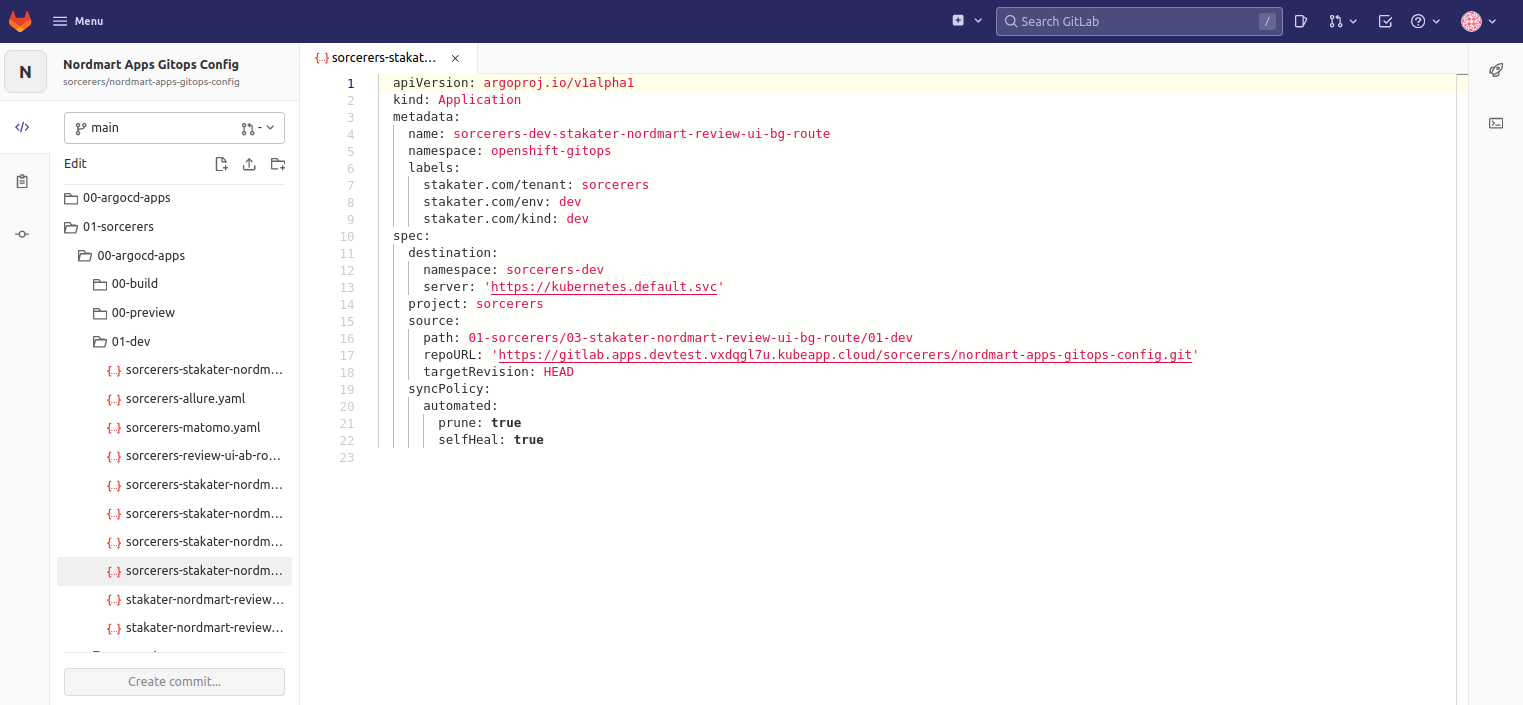 Menu
Search GitLab /
N
Nordmart Apps Gitops Config
sorcerers/nordmart-apps-gitops-config
main
-
Edit
00-argocd-apps
01-sorcerers
00-argocd-apps
00-build
00-preview
01-dev
{..} sorcerers-stakater-nordm...
{..} sorcerers-allure.yaml
{..} sorcerers-matomo.yaml
{..} sorcerers-review-ui-ab-ro...
{..} sorcerers-stakater-nordm...
{..} sorcerers-stakater-nordm...
{..} sorcerers-stakater-nordm...
{..} sorcerers-stakater-nordm...
{..} stakater-nordmart-review...
{..} stakater-nordmart-review...
Create commit...
{..} sorcerers-stakat... ×
1 apiVersion: argoproj.io/v1alpha1
2 kind: Application
3 metadata:
4 name: sorcerers-dev-stakater-nordmart-review-ui-bg-route
5 namespace: openshift-gitops
6 labels:
7 stakater.com/tenant: sorcerers
8 stakater.com/env: dev
9 stakater.com/kind: dev
10 spec:
11 destination:
12 namespace: sorcerers-dev
13 server: 'https://kubernetes.default.svc'
14 project: sorcerers
15 source:
16 path: 01-sorcerers/03-stakater-nordmart-review-ui-bg-route/01-dev
17 repoURL: 'https://gitlab.apps.devtest.vxdqgl7u.kubeapp.cloud/sorcerers/nordmart-apps-gitops-config.git'
18 targetRevision: HEAD
19 syncPolicy:
20 automated:
21 prune: true
22 selfHeal: true
23